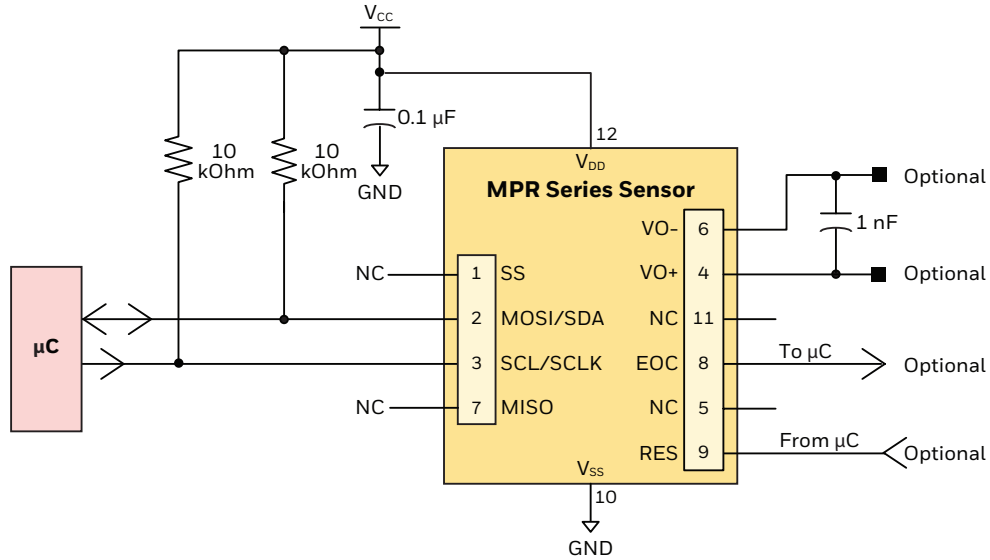 VCC
0.1 µF
GND
10
kOhm
10
kOhm
12
VDD
MPR Series Sensor
VO- 6
Optional
1 nF
NC 1 SS
VO+ 4
Optional
µC
2 MOSI/SDA
NC 11
3 SCL/SCLK
EOC 8
To µC
Optional
NC 7 MISO
NC 5
RES 9
From µC
Optional
VSS
10
GND